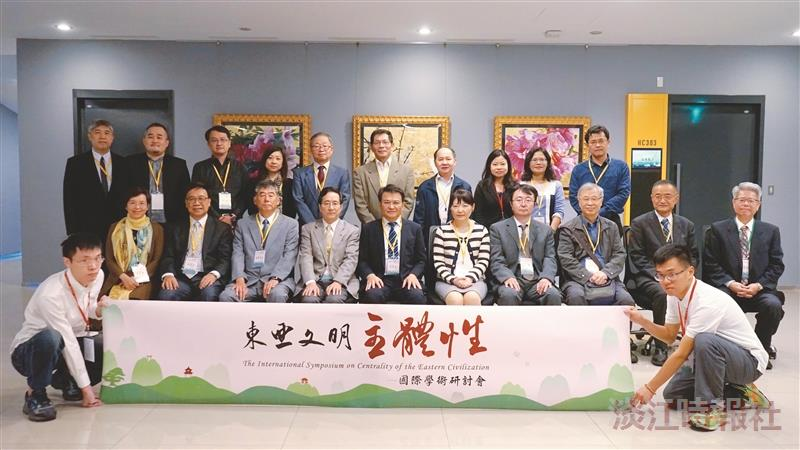 HC303
東亞文明主體性
The International Symposium on Centrality of the Eastern Civilization
國際學術研討會
淡江時報社